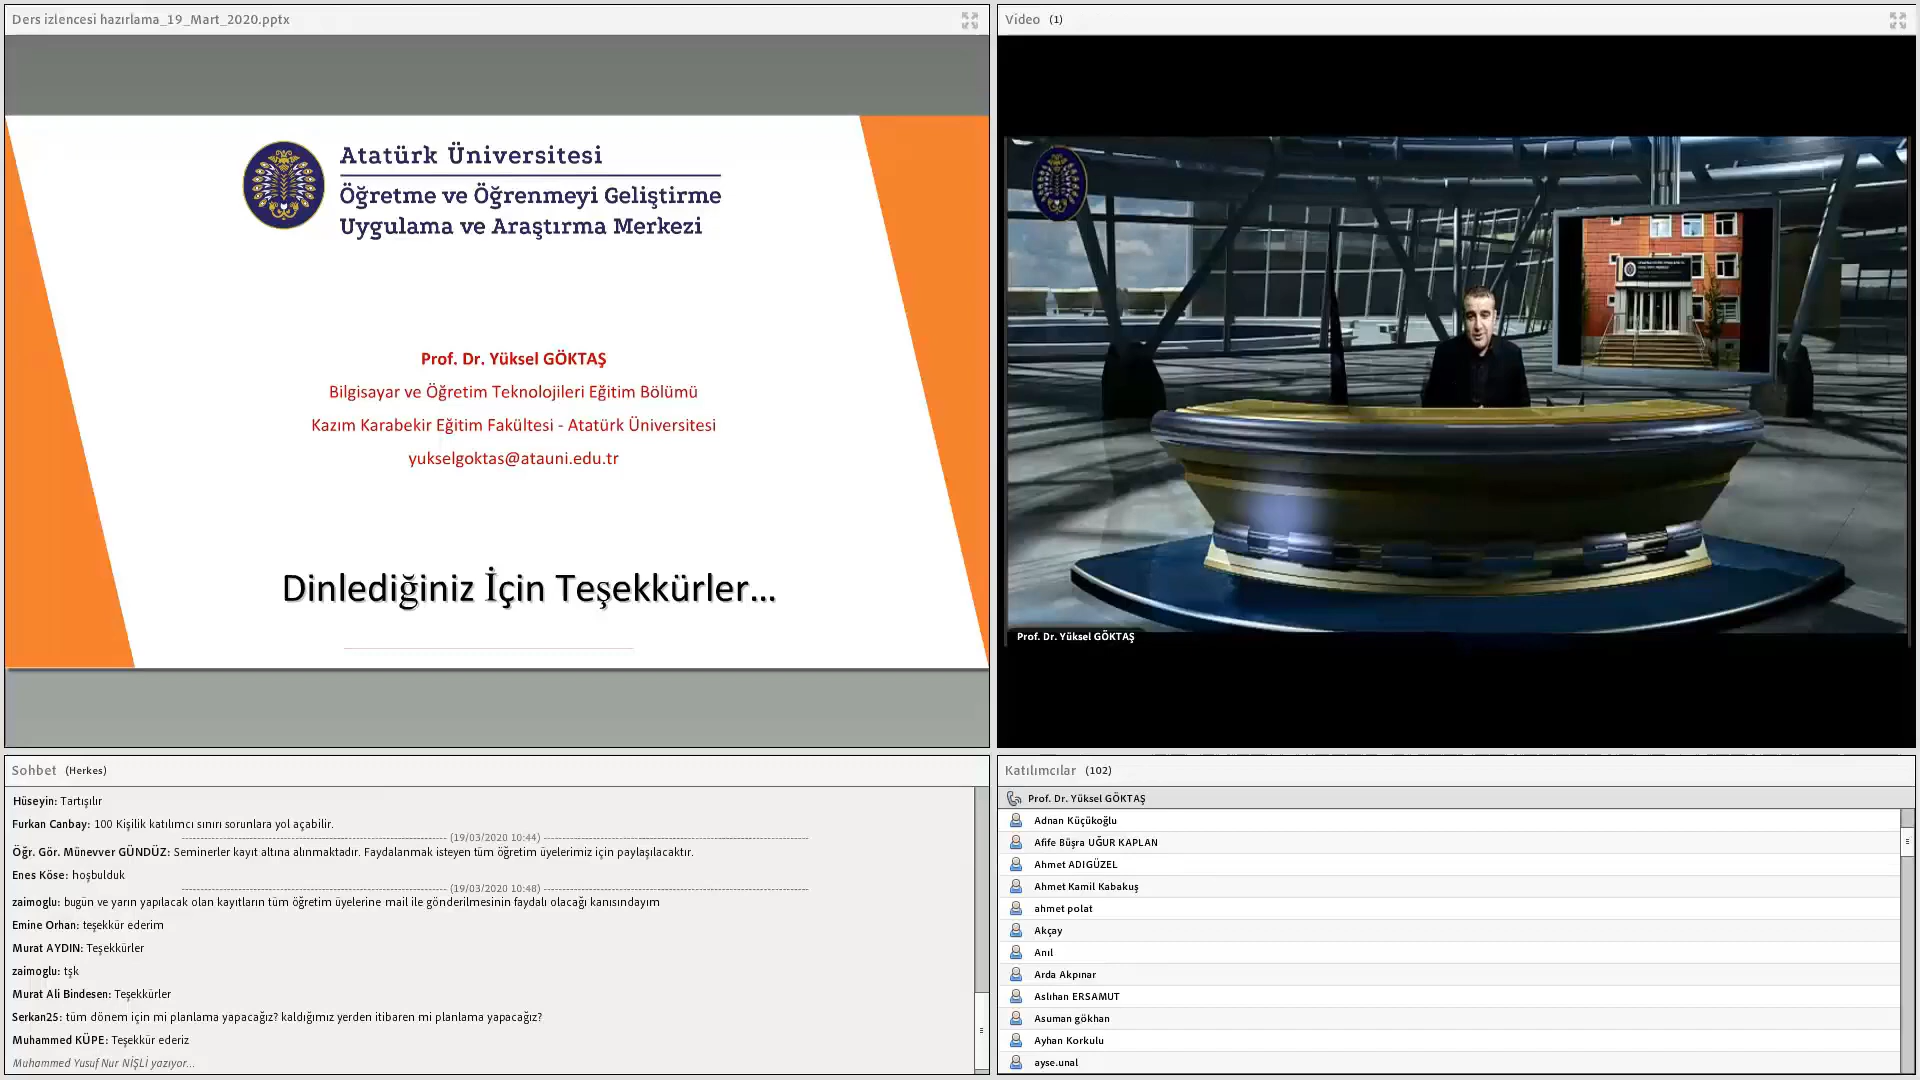 Ders izlencesi hazırlama_19_Mart_2020.pptx
Atatürk Üniversitesi
Öğretme ve Öğrenmeyi Geliştirme
Uygulama ve Araştırma Merkezi
Prof. Dr. Yüksel GÖKTAŞ
Bilgisayar ve Öğretim Teknolojileri Eğitim Bölümü
Kazım Karabekir Eğitim Fakültesi - Atatürk Üniversitesi
yukselgoktas@atauni.edu.tr
Dinlediğiniz İçin Teşekkürler...
Video (1)
Prof. Dr. Yüksel GÖKTAŞ
Sohbet (Herkes)
Hüseyin: Tartışılır
Furkan Canbay: 100 Kişilik katılımcı sınırı sorunlara yol açabilir.
(19/03/2020 10:44)
Öğr. Gör. Münevver GÜNDÜZ: Seminerler kayıt altına alınmaktadır. Faydalanmak isteyen tüm öğretim üyelerimiz için paylaşılacaktır.
Enes Köse: hoşbulduk
(19/03/2020 10:48)
zaimoglu: bugün ve yarın yapılacak olan kayıtların tüm öğretim üyelerine mail ile gönderilmesinin faydalı olacağı kanısındayım
Emine Orhan: teşekkür ederim
Murat AYDIN: Teşekkürler
zaimoglu: tşk
Murat Ali Bindesen: Teşekkürler
Serkan25: tüm dönem için mi planlama yapacağız? kaldığımız yerden itibaren mi planlama yapacağız?
Muhammed KÜPE: Teşekkür ederiz
Muhammed Yusuf Nur NİŞLİ yazıyor...
Katılımcılar (102)
Prof. Dr. Yüksel GÖKTAŞ
Adnan Küçükoğlu
Afife Büşra UĞUR KAPLAN
Ahmet ADIGÜZEL
Ahmet Kamil Kabakuş
ahmet polat
Akçay
Anıl
Arda Akpınar
Aslıhan ERSAMUT
Asuman gökhan
Ayhan Korkulu
ayse.unal